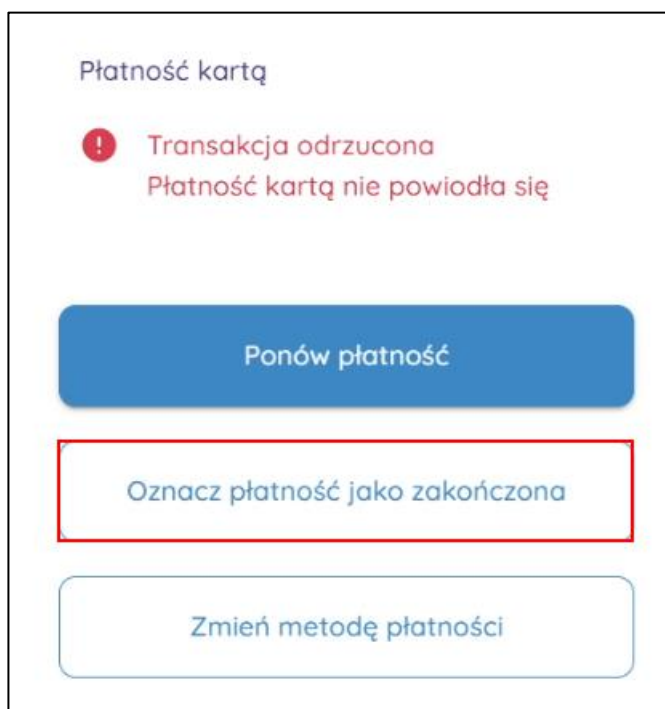 Płatność kartą
Transakcja odrzucona
Płatność kartą nie powiodła się
Ponów płatność
Oznacz płatność jako zakończona
Zmień metodę płatności